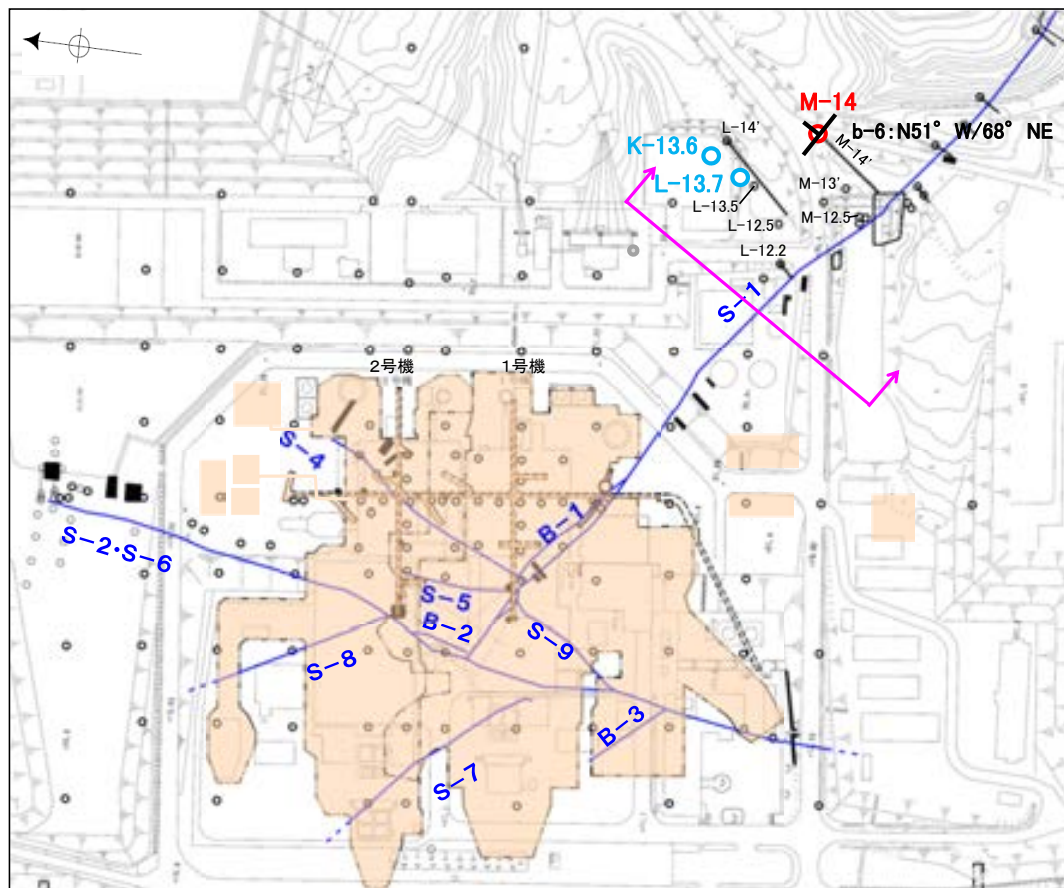 M-14
b-6:N51° W/68° NE
L-14'
K-13.6
M-14'
L-13.7
M-13'
L-13.5
M-12.5
L-12.5
L-12.2
S-1
2号機
1号機
S-4
B-1
S-2・S-6
S-5
B-2
S-9
S-8
B-3
S-7